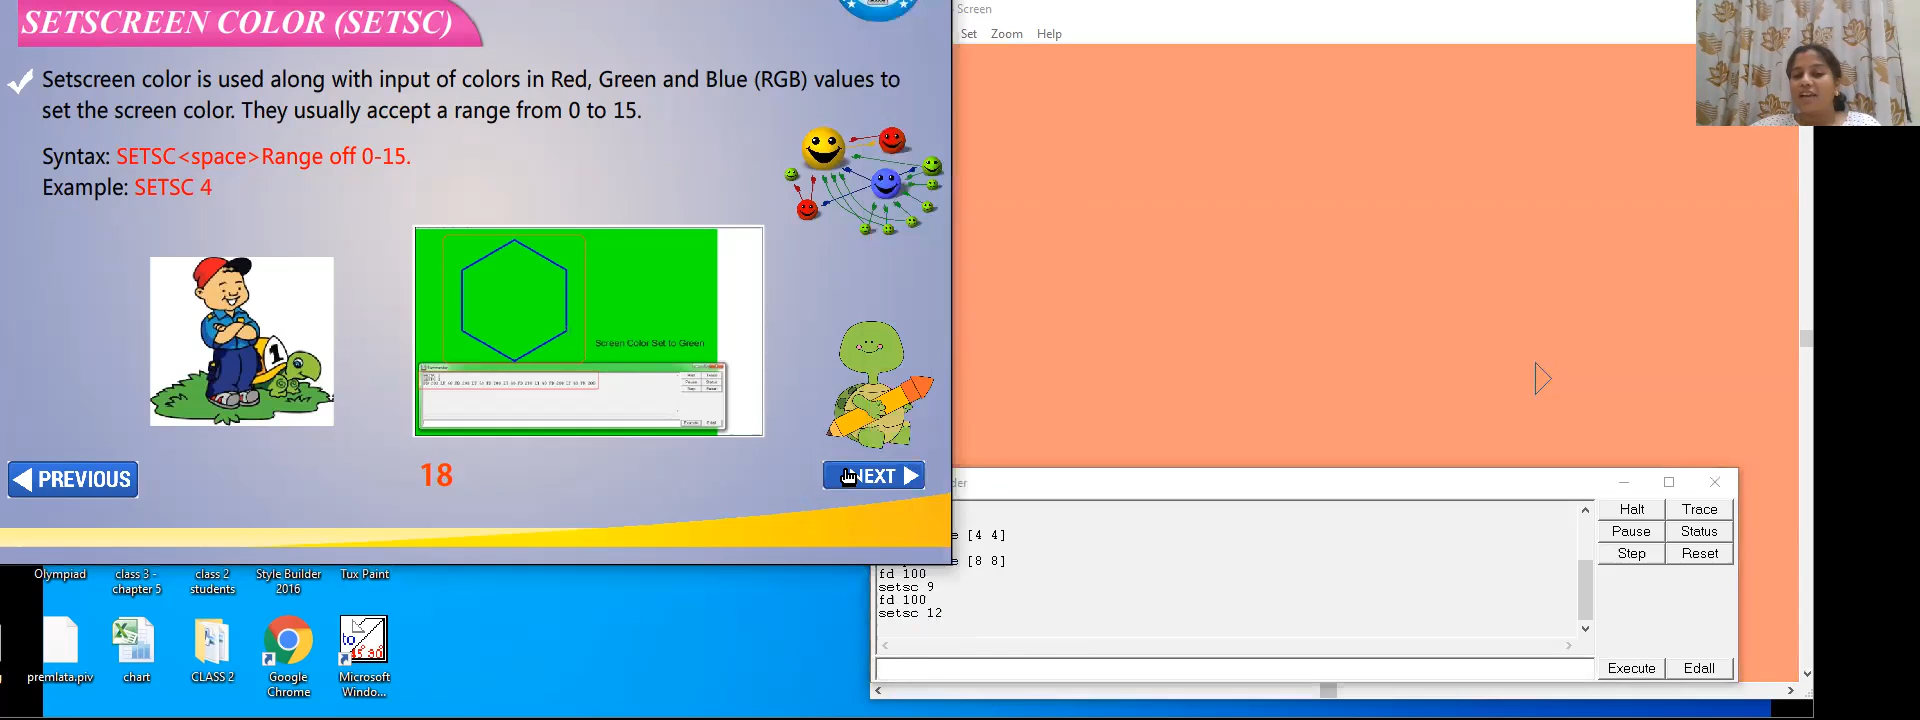 SETSCREEN COLOR (SETSC)
Setscreen color is used along with input of colors in Red, Green and Blue (RGB) values to
set the screen color. They usually accept a range from 0 to 15.
Syntax: SETSC<space>Range off 0-15.
Example: SETSC 4
1
Screen Color Set to Green
PREVIOUS
18
NEXT
Screen
Set Zoom Help
Halt Trace
Pause Status
Step Reset
[4 4]
[8 8]
fd 100
setsc 9
fd 100
setsc 12
Execute Edall
Olympiad
class 3 -
chapter 5
class 2
students
Style Builder
2016
Tux Paint
premlata.piv
chart
CLASS 2
Google
Chrome
Microsoft
Windo...